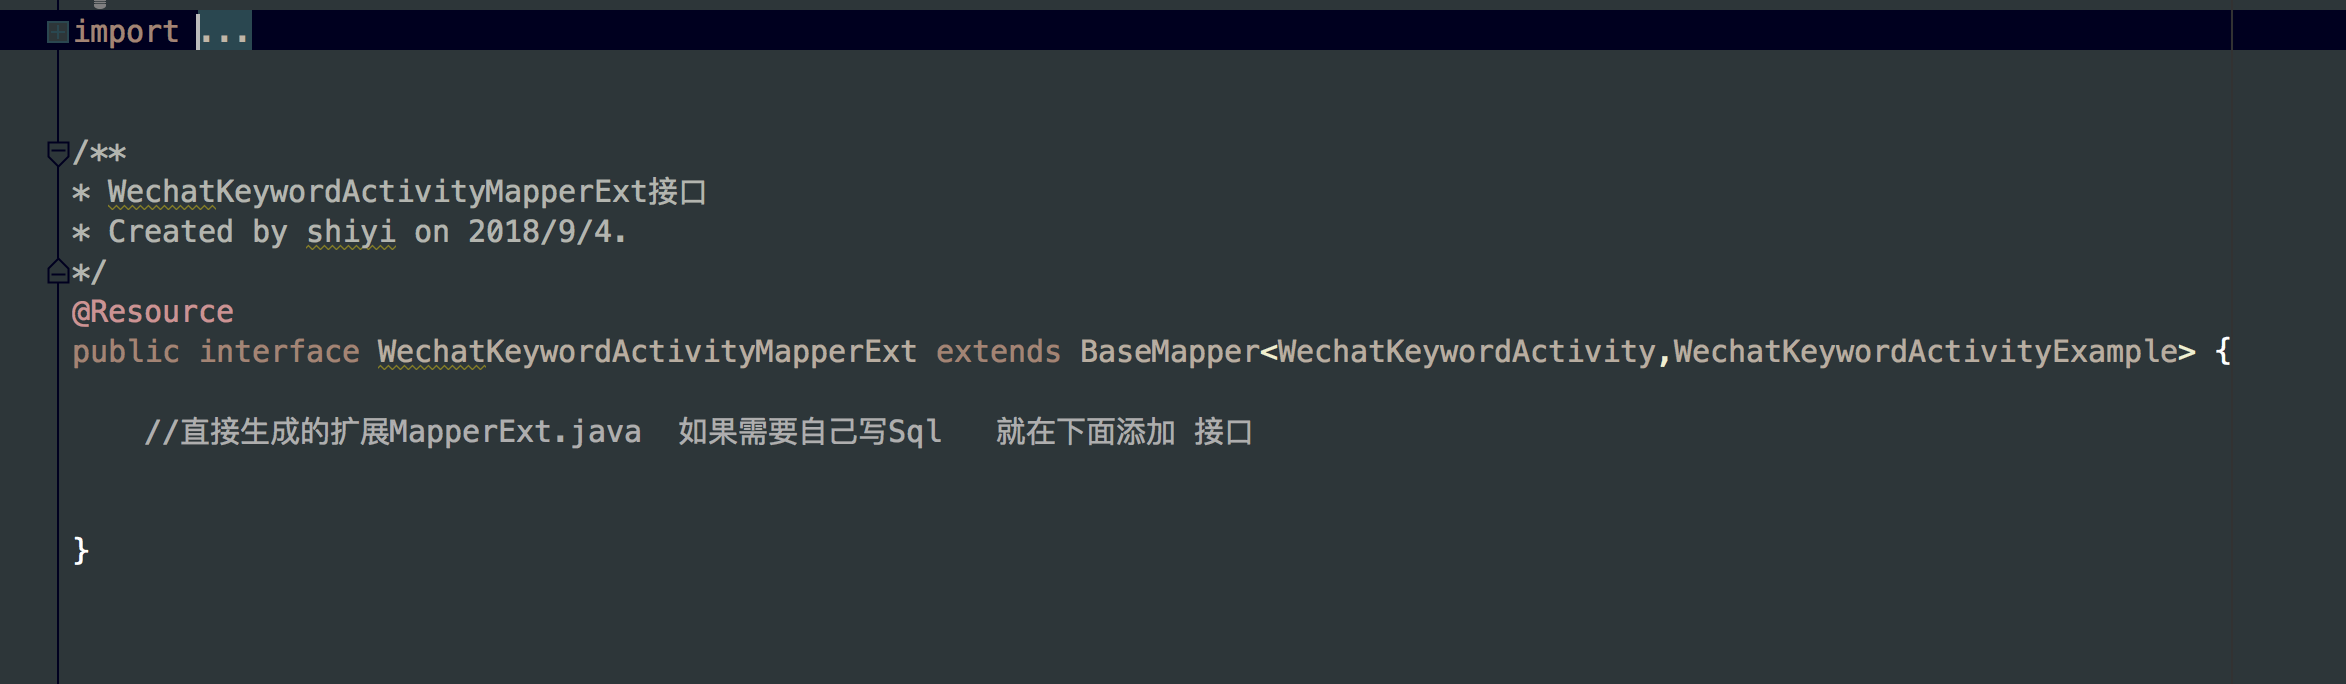 import ...
/**
* WechatKeywordActivityMapperExt接口
* Created by shiyi on 2018/9/4.
*/
@Resource
public interface WechatKeywordActivityMapperExt extends BaseMapper<WechatKeywordActivity,WechatKeywordActivityExample> {
//直接生成的扩展MapperExt.java  如果需要自己写Sql   就在下面添加 接口
}